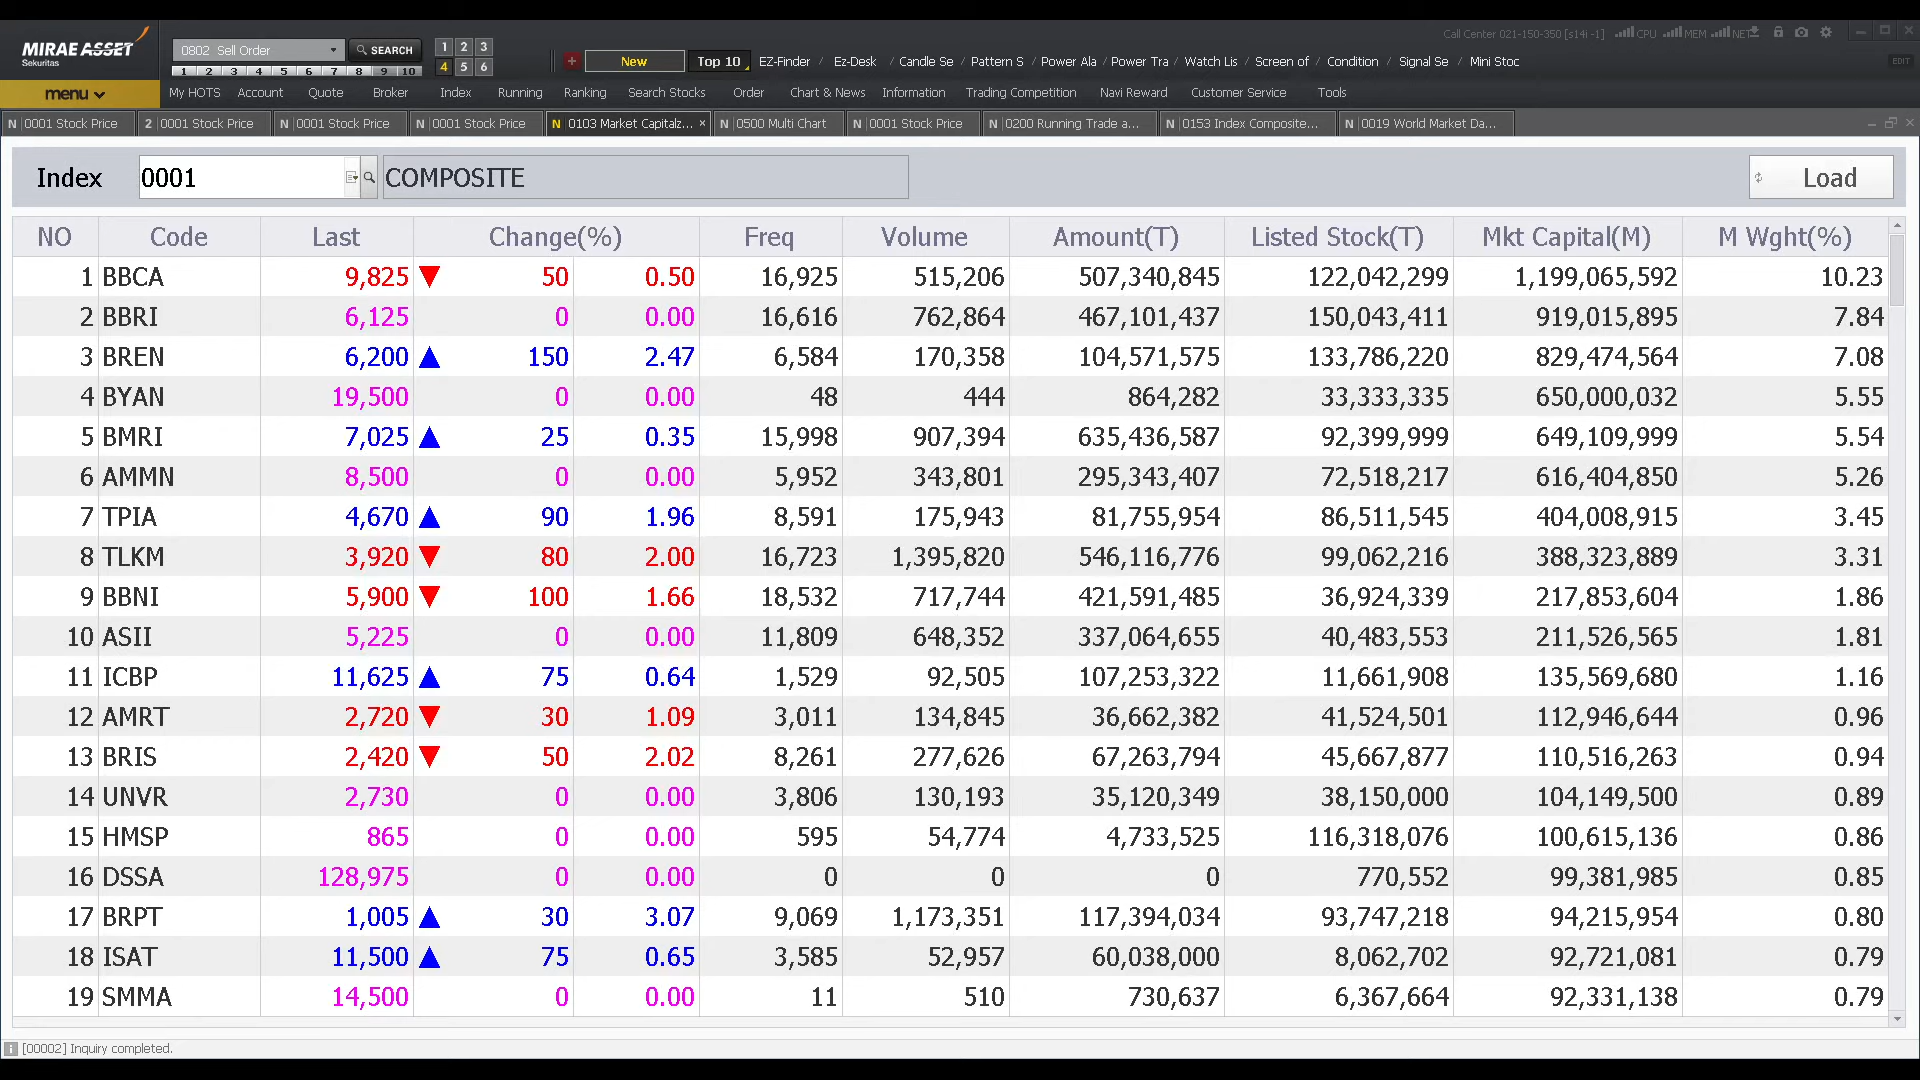 MIRAE ASSET
Sekuritas
0802 Sell Order
SEARCH
1 2 3
4 5 6
1 2 3 4 5 6 7 8 9 10
New
Top 10
EZ-Finder / Ez-Desk / Candle Se / Pattern S / Power Ala / Power Tra / Watch Lis / Screen of / Condition / Signal Se • Mini Stoc
Call Center 021-150-350 [s14i -1] CPU MEM NET
EDIT
menu
My HOTS Account Quote Broker Index Running Ranking Search Stocks Order Chart & News Information Trading Competition Navi Reward Customer Service Tools
N 0001 Stock Price 2 0001 Stock Price N 0001 Stock Price N 0001 Stock Price N 0103 Market Capitalz... × N 0500 Multi Chart N 0001 Stock Price N 0200 Running Trade a... N 0153 Index Composite... N 0019 World Market Da...
Index 0001 COMPOSITE Load
NO Code Last Change(%) Freq Volume Amount(T) Listed Stock(T) Mkt Capital(M) M Wght(%)
1 BBCA 9,825 ▼ 50 0.50 16,925 515,206 507,340,845 122,042,299 1,199,065,592 10.23
2 BBRI 6,125 0 0.00 16,616 762,864 467,101,437 150,043,411 919,015,895 7.84
3 BREN 6,200 ▲ 150 2.47 6,584 170,358 104,571,575 133,786,220 829,474,564 7.08
4 BYAN 19,500 0 0.00 48 444 864,282 33,333,335 650,000,032 5.55
5 BMRI 7,025 ▲ 25 0.35 15,998 907,394 635,436,587 92,399,999 649,109,999 5.54
6 AMMN 8,500 0 0.00 5,952 343,801 295,343,407 72,518,217 616,404,850 5.26
7 TPIA 4,670 ▲ 90 1.96 8,591 175,943 81,755,954 86,511,545 404,008,915 3.45
8 TLKM 3,920 ▼ 80 2.00 16,723 1,395,820 546,116,776 99,062,216 388,323,889 3.31
9 BBNI 5,900 ▼ 100 1.66 18,532 717,744 421,591,485 36,924,339 217,853,604 1.86
10 ASII 5,225 0 0.00 11,809 648,352 337,064,655 40,483,553 211,526,565 1.81
11 ICBP 11,625 ▲ 75 0.64 1,529 92,505 107,253,322 11,661,908 135,569,680 1.16
12 AMRT 2,720 ▼ 30 1.09 3,011 134,845 36,662,382 41,524,501 112,946,644 0.96
13 BRIS 2,420 ▼ 50 2.02 8,261 277,626 67,263,794 45,667,877 110,516,263 0.94
14 UNVR 2,730 0 0.00 3,806 130,193 35,120,349 38,150,000 104,149,500 0.89
15 HMSP 865 0 0.00 595 54,774 4,733,525 116,318,076 100,615,136 0.86
16 DSSA 128,975 0 0.00 0 0 0 770,552 99,381,985 0.85
17 BRPT 1,005 ▲ 30 3.07 9,069 1,173,351 117,394,034 93,747,218 94,215,954 0.80
18 ISAT 11,500 ▲ 75 0.65 3,585 52,957 60,038,000 8,062,702 92,721,081 0.79
19 SMMA 14,500 0 0.00 11 510 730,637 6,367,664 92,331,138 0.79
[00002] Inquiry completed.